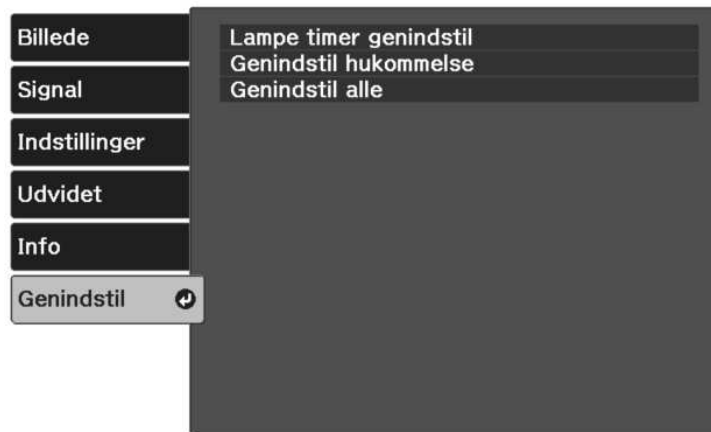 Billede
Signal
Indstillinger
Udvidet
Info
Genindstil
Lampe timer genindstil
Genindstil hukommelse
Genindstil alle